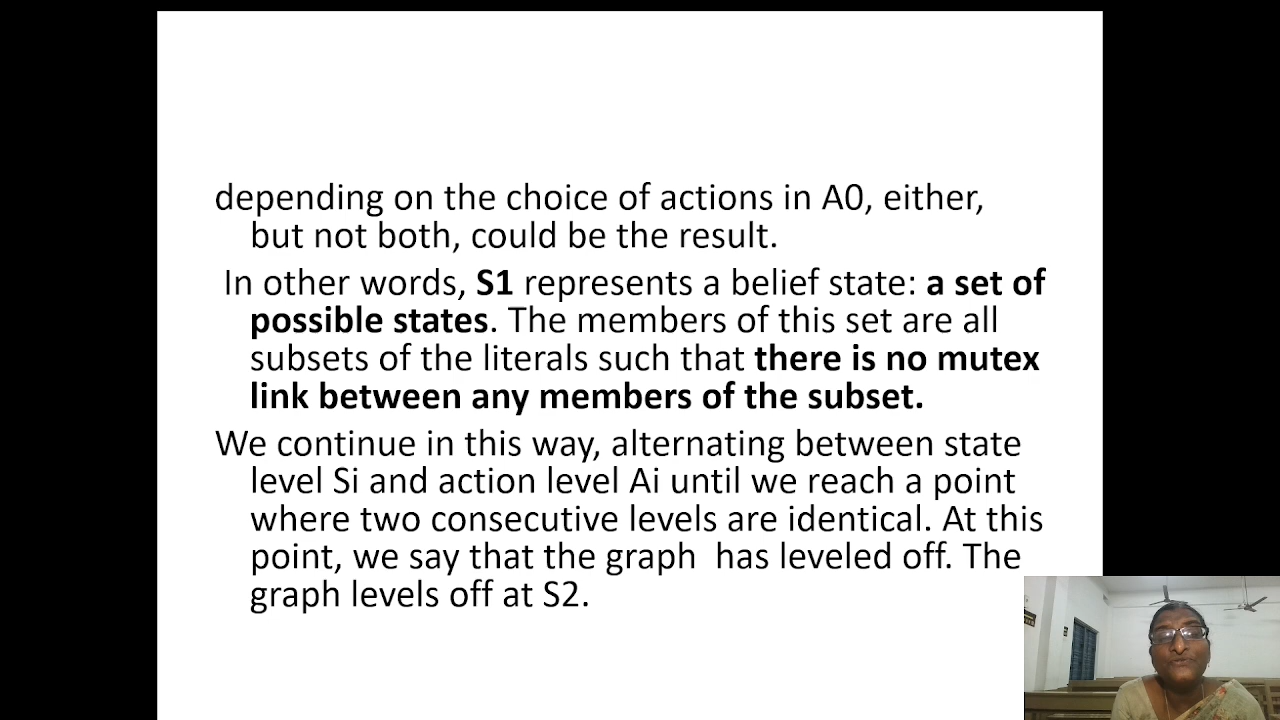 depending on the choice of actions in A0, either,
but not both, could be the result.
In other words, S1 represents a belief state: a set of
possible states. The members of this set are all
subsets of the literals such that there is no mutex
link between any members of the subset.
We continue in this way, alternating between state
level Si and action level Ai until we reach a point
where two consecutive levels are identical. At this
point, we say that the graph  has leveled off. The
graph levels off at S2.